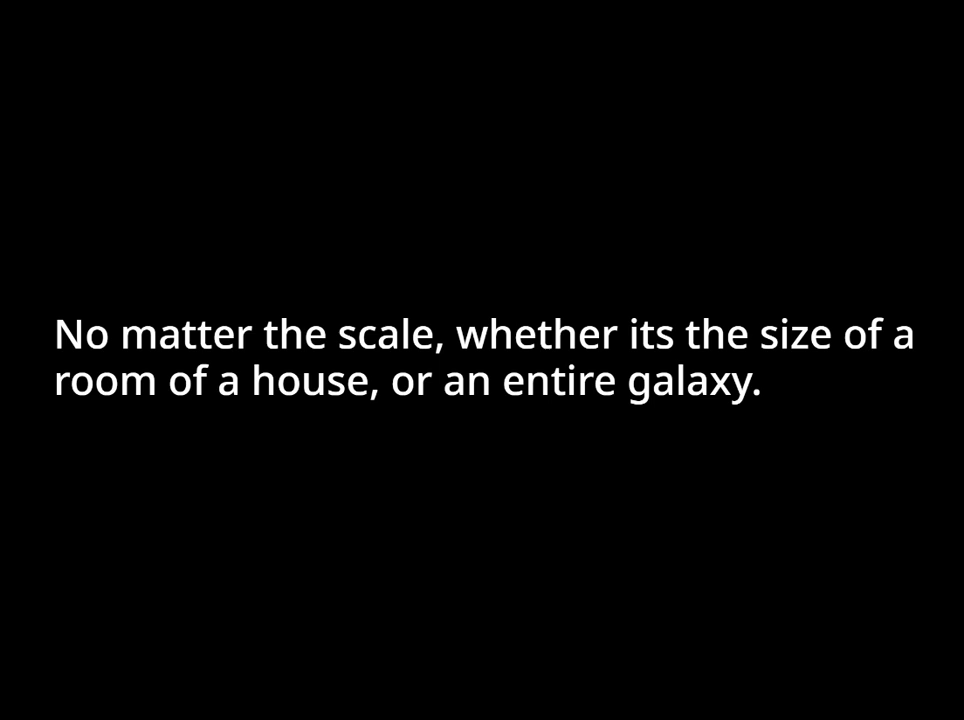 No matter the scale, whether its the size of a
room of a house, or an entire galaxy.